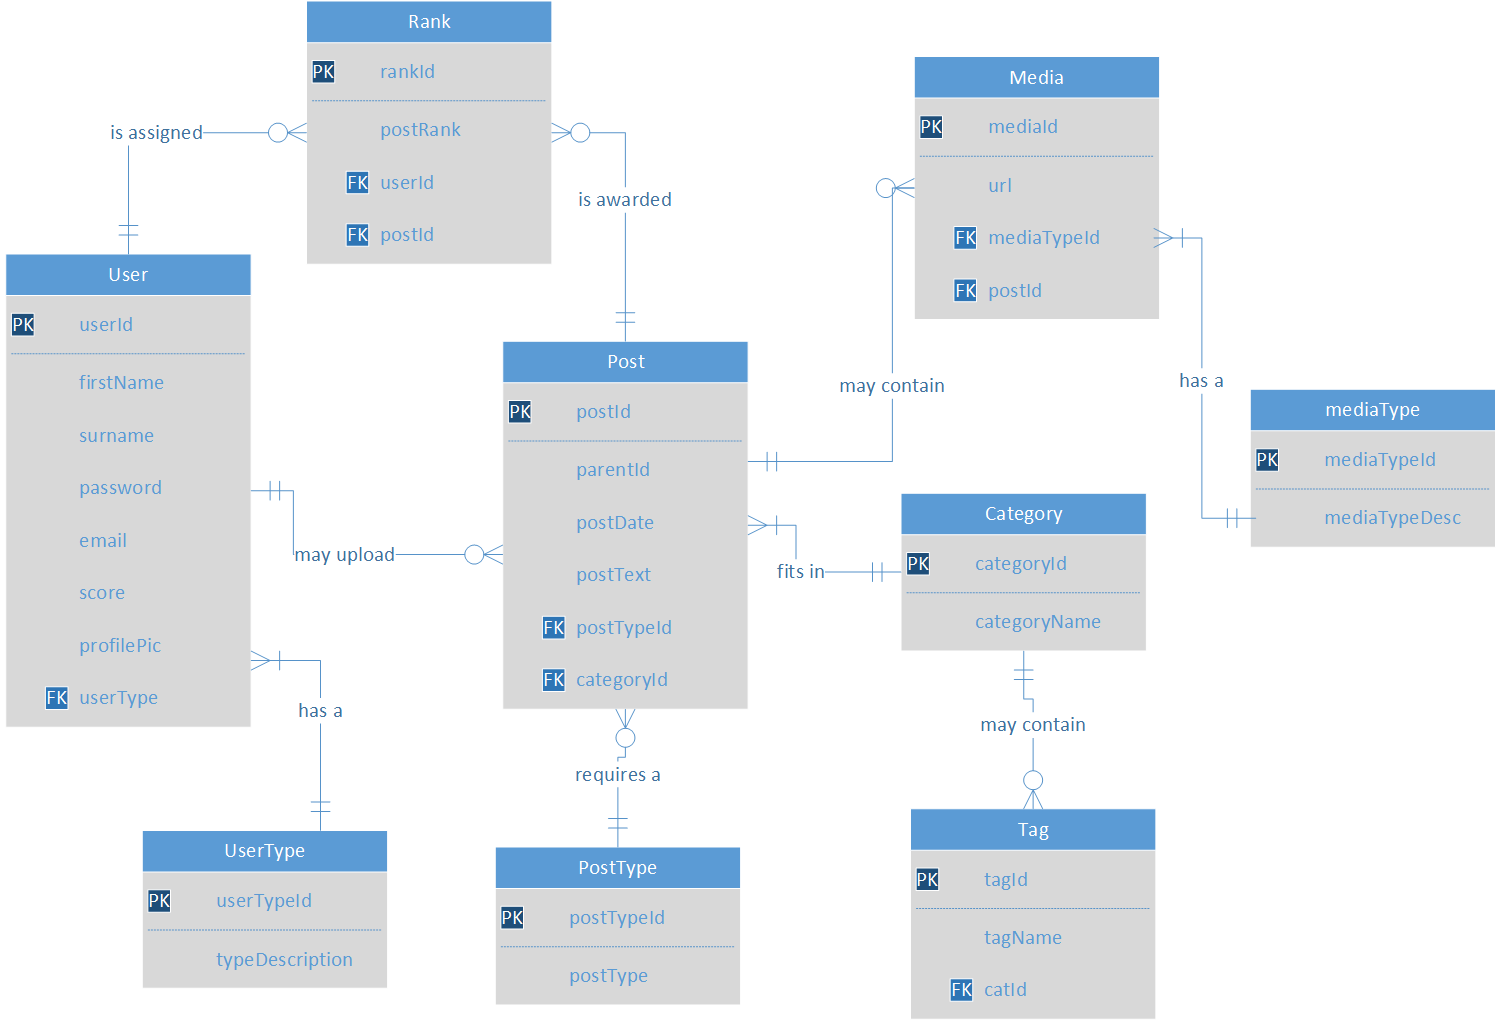 Rank
PK rankId
postRank
FK userId
FK postId
is assigned
is awarded
Media
PK mediaId
url
FK mediaTypeId
FK postId
User
PK userId
firstName
surname
password
email
score
profilePic
FK userType
may upload
Post
PK postId
parentId
postDate
postText
FK postTypeId
FK categoryId
may contain
has a
mediaType
PK mediaTypeId
mediaTypeDesc
Category
PK categoryId
categoryName
fits in
has a
requires a
may contain
UserType
PK userTypeId
typeDescription
PostType
PK postTypeId
postType
Tag
PK tagId
tagName
FK catId